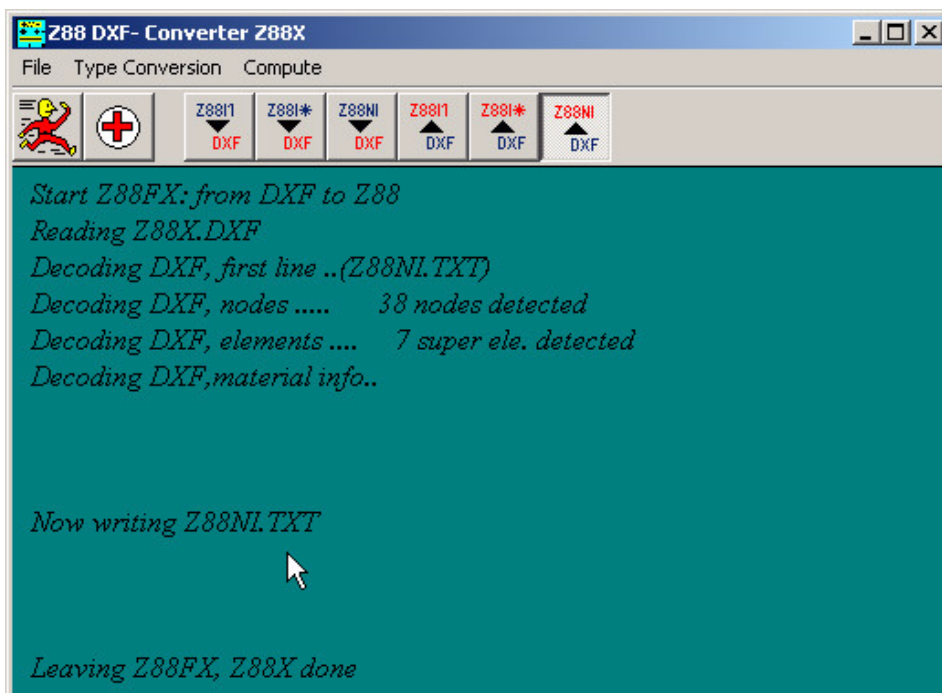 Z88 DXF- Converter Z88X
File Type Conversion Compute
Z88I1 DXF
Z88I* DXF
Z88NI DXF
Z88I1 DXF
Z88I* DXF
Z88NI DXF
Start Z88FX: from DXF to Z88
Reading Z88X.DXF
Decoding DXF, first line ..(Z88NI.TXT)
Decoding DXF, nodes ..... 38 nodes detected
Decoding DXF, elements .... 7 super ele. detected
Decoding DXF,material info..
Now writing Z88NI.TXT
Leaving Z88FX, Z88X done